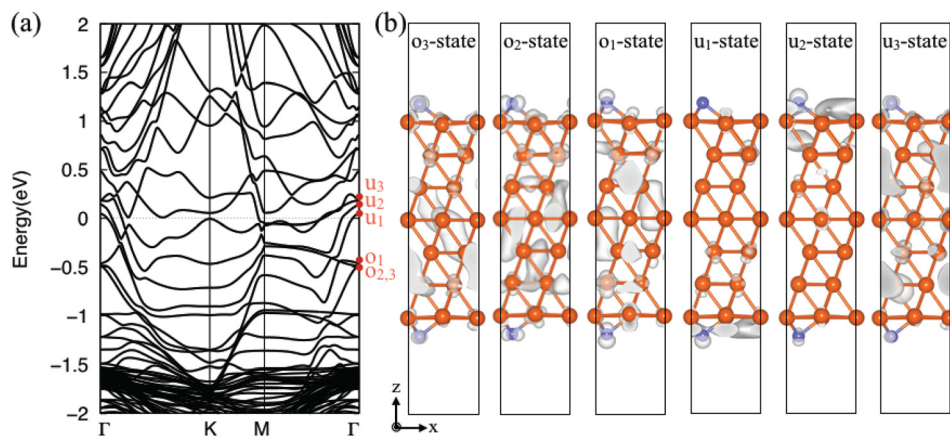 (a)
2
1.5
1
0.5
0
-0.5
-1
-1.5
-2
Energy(eV)
Γ
K
M
Γ
u₃
u₂
u₁
o₁
o₂,₃
(b)
o₃-state
o₂-state
o₁-state
u₁-state
u₂-state
u₃-state
z
x